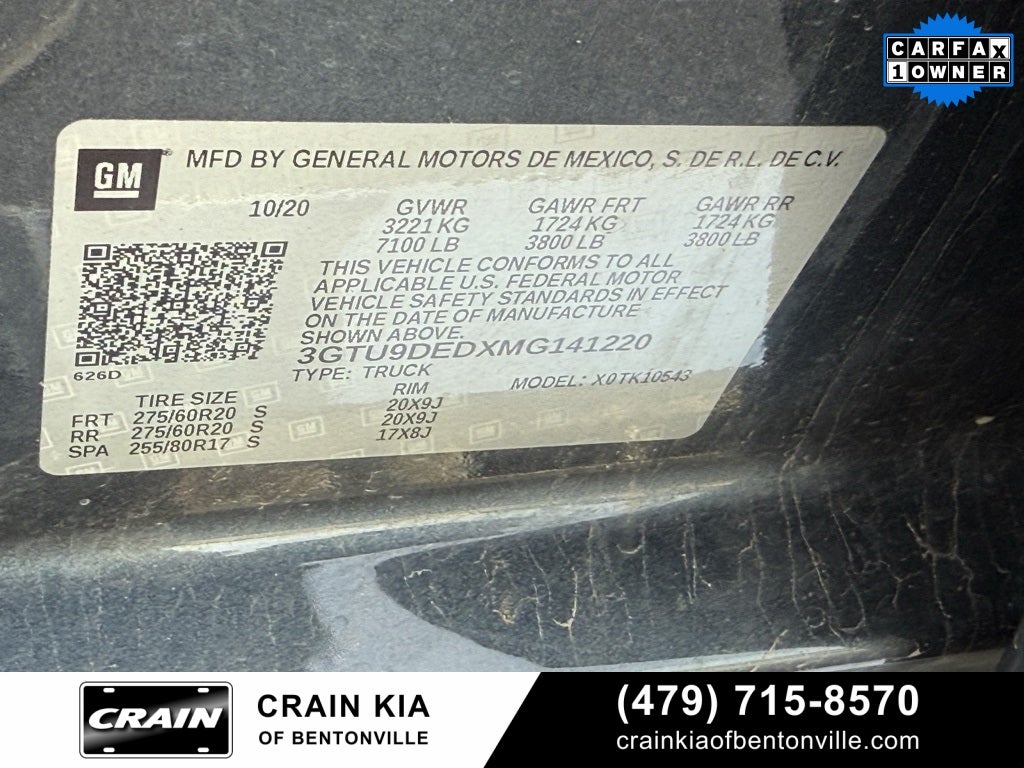 CARFAX
1 OWNER
GM
MFD BY GENERAL MOTORS DE MEXICO, S. DE R.L. DE C.V.
10/20 GVWR GAWR FRT GAWR RR
3221 KG 1724 KG 1724 KG
7100 LB 3800 LB 3800 LB
THIS VEHICLE CONFORMS TO ALL
APPLICABLE U.S. FEDERAL MOTOR
VEHICLE SAFETY STANDARDS IN EFFECT
ON THE DATE OF MANUFACTURE
SHOWN ABOVE.
3GTU9DEDXMG141220
626D
TYPE: TRUCK MODEL: X0TK10543
TIRE SIZE RIM
FRT 275/60R20 S 20X9J
RR 275/60R20 S 20X9J
SPA 255/80R17 S 17X8J
CRAIN
CRAIN KIA
OF BENTONVILLE
(479) 715-8570
crainkiaofbentonville.com